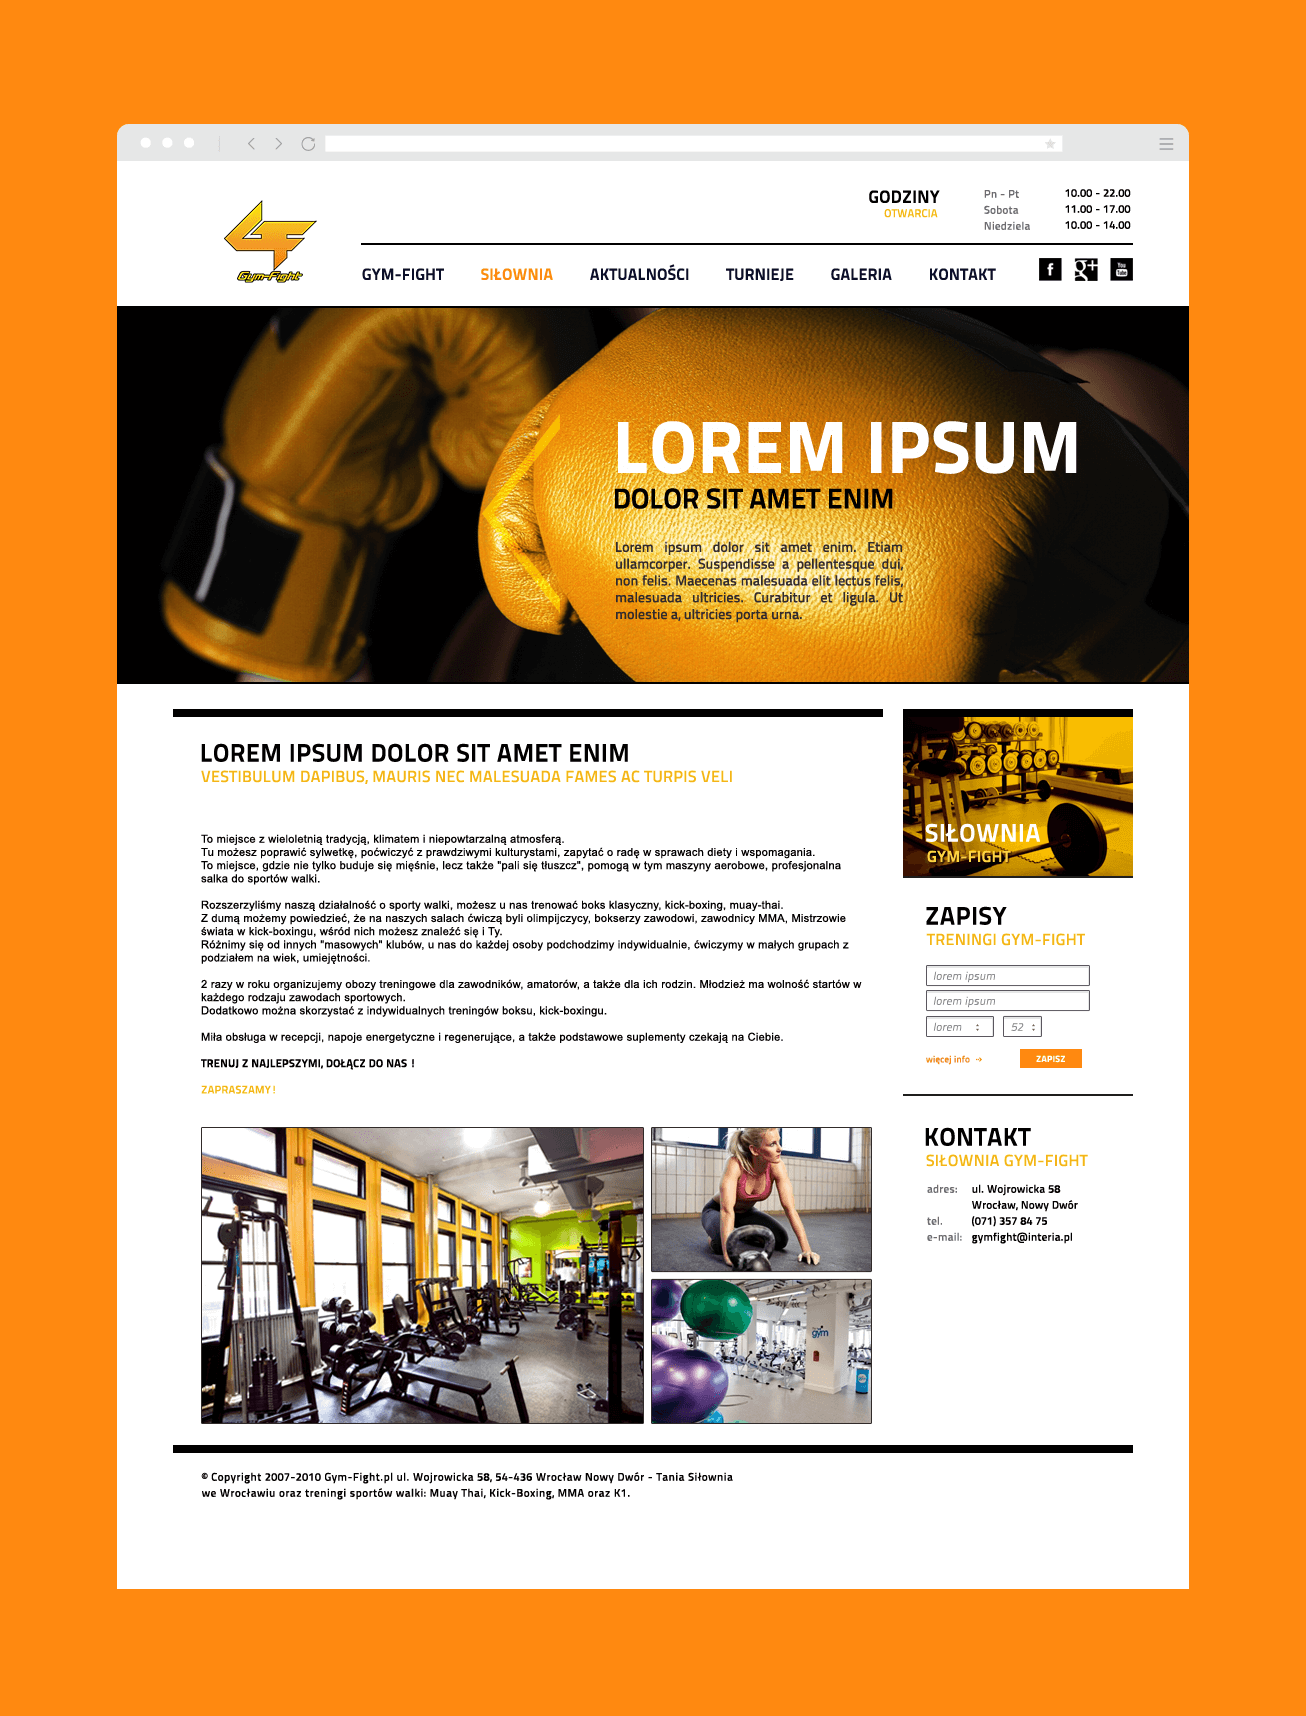 GODZINY
OTWARCIA
Pn - Pt 10.00 - 22.00
Sobota 11.00 - 17.00
Niedziela 10.00 - 14.00
Gym-Fight
GYM-FIGHT SIŁOWNIA AKTUALNOŚCI TURNIEJE GALERIA KONTAKT
f g+ You Tube
LOREM IPSUM
DOLOR SIT AMET ENIM
Lorem ipsum dolor sit amet enim. Etiam
ullamcorper. Suspendisse a pellentesque dui,
non felis. Maecenas malesuada elit lectus felis,
malesuada ultricies. Curabitur et ligula. Ut
molestie a, ultricies porta urna.
LOREM IPSUM DOLOR SIT AMET ENIM
VESTIBULUM DAPIBUS, MAURIS NEC MALESUADA FAMES AC TURPIS VELI
To miejsce z wieloletnią tradycją, klimatem i niepowtarzalną atmosferą.
Tu możesz poprawić sylwetkę, poćwiczyć z prawdziwymi kulturystami, zapytać o radę w sprawach diety i wspomagania.
To miejsce, gdzie nie tylko buduje się mięśnie, lecz także "pali się tłuszcz", pomogą w tym maszyny aerobowe, profesjonalna
salka do sportów walki.
Rozszerzyliśmy naszą działalność o sporty walki, możesz u nas trenować boks klasyczny, kick-boxing, muay-thai.
Z dumą możemy powiedzieć, że na naszych salach ćwiczą byli olimpijczycy, bokserzy zawodowi, zawodnicy MMA, Mistrzowie
świata w kick-boxingu, wśród nich możesz znaleźć się i Ty.
Różnimy się od innych "masowych" klubów, u nas do każdej osoby podchodzimy indywidualnie, ćwiczymy w małych grupach z
podziałem na wiek, umiejętności.
2 razy w roku organizujemy obozy treningowe dla zawodników, amatorów, a także dla ich rodzin. Młodzież ma wolność startów w
każdego rodzaju zawodach sportowych.
Dodatkowo można skorzystać z indywidualnych treningów boksu, kick-boxingu.
Miła obsługa w recepcji, napoje energetyczne i regenerujące, a także podstawowe suplementy czekają na Ciebie.
TRENUJ Z NAJLEPSZYMI, DOŁĄCZ DO NAS !
ZAPRASZAMY !
gym
SIŁOWNIA
GYM-FIGHT
ZAPISY
TRENINGI GYM-FIGHT
lorem ipsum
lorem ipsum
lorem 52
więcej info → ZAPISZ
KONTAKT
SIŁOWNIA GYM-FIGHT
adres: ul. Wojrowicka 58
Wrocław, Nowy Dwór
tel. (071) 357 84 75
e-mail: gymfight@interia.pl
© Copyright 2007-2010 Gym-Fight.pl ul. Wojrowicka 58, 54-436 Wrocław Nowy Dwór - Tania Siłownia
we Wrocławiu oraz treningi sportów walki: Muay Thai, Kick-Boxing, MMA oraz K1.